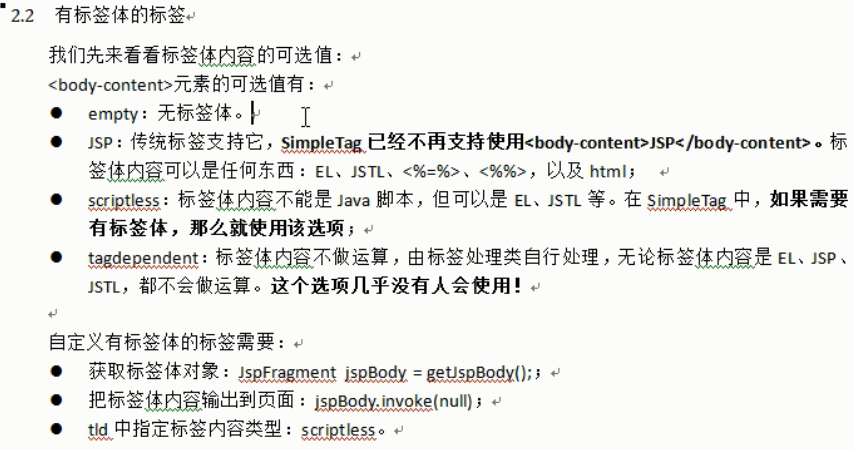 2.2 有标签体的标签
我们先来看看标签体内容的可选值：
<body-content>元素的可选值有：
● empty：无标签体。
● JSP：传统标签支持它，SimpleTag 已经不再支持使用<body-content>JSP</body-content>。标
签体内容可以是任何东西：EL、JSTL、<%=%>、<%%>，以及 html；
● scriptless：标签体内容不能是 Java 脚本，但可以是 EL、JSTL 等。在 SimpleTag 中，如果需要
有标签体，那么就使用该选项；
● tagdependent：标签体内容不做运算，由标签处理类自行处理，无论标签体内容是 EL、JSP、
JSTL，都不会做运算。这个选项几乎没有人会使用！
自定义有标签体的标签需要：
● 获取标签体对象：JspFragment jspBody = getJspBody();；
● 把标签体内容输出到页面：jspBody.invoke(null)；
● tld 中指定标签内容类型：scriptless。